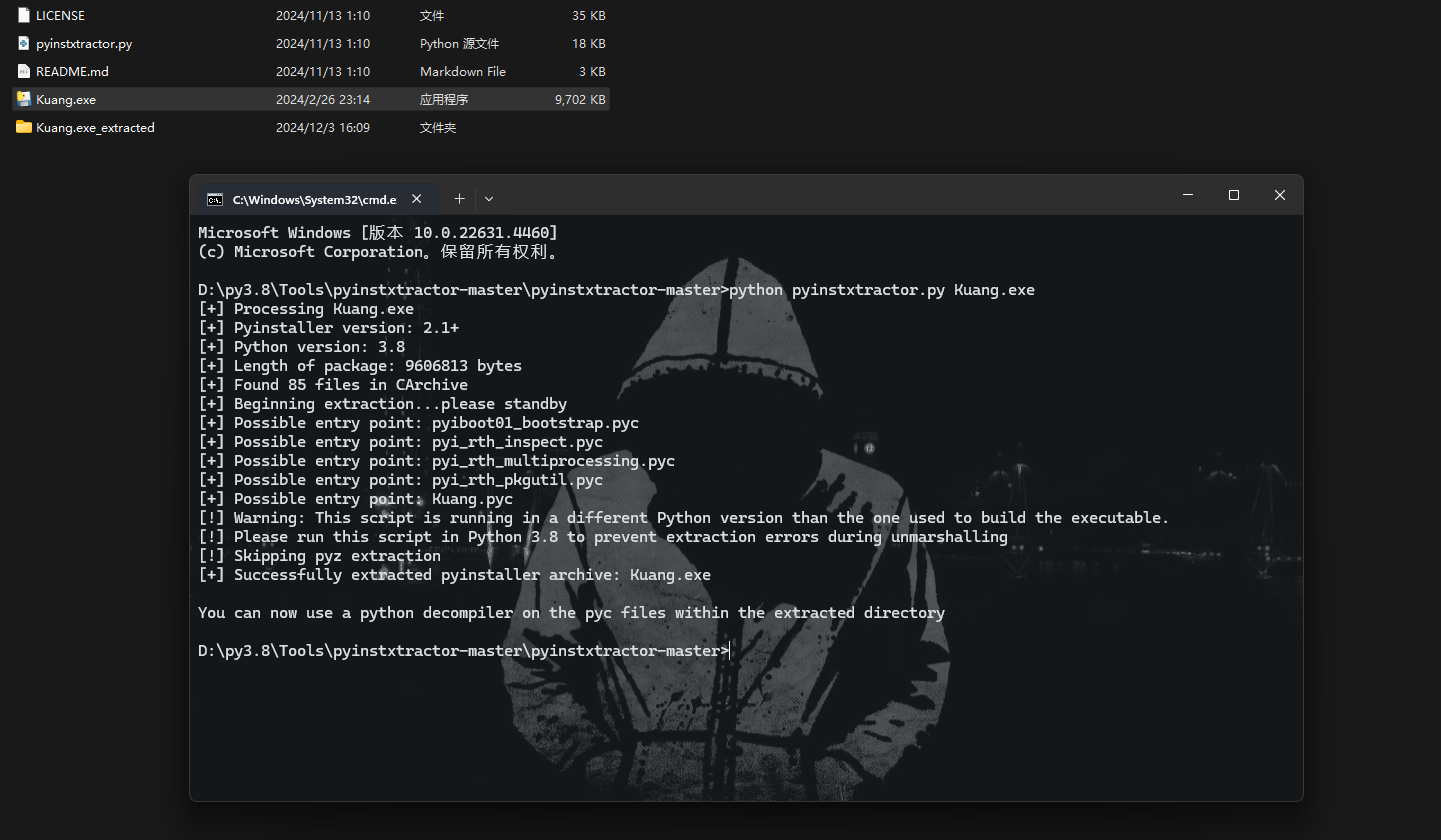 LICENSE 2024/11/13 1:10 文件 35 KB
pyinstxtractor.py 2024/11/13 1:10 Python 源文件 18 KB
README.md 2024/11/13 1:10 Markdown File 3 KB
Kuang.exe 2024/2/26 23:14 应用程序 9,702 KB
Kuang.exe_extracted 2024/12/3 16:09 文件夹
C:\Windows\System32\cmd.e
Microsoft Windows [版本 10.0.22631.4460]
(c) Microsoft Corporation。保留所有权利。
D:\py3.8\Tools\pyinstxtractor-master\pyinstxtractor-master>python pyinstxtractor.py Kuang.exe
[+] Processing Kuang.exe
[+] Pyinstaller version: 2.1+
[+] Python version: 3.8
[+] Length of package: 9606813 bytes
[+] Found 85 files in CArchive
[+] Beginning extraction...please standby
[+] Possible entry point: pyiboot01_bootstrap.pyc
[+] Possible entry point: pyi_rth_inspect.pyc
[+] Possible entry point: pyi_rth_multiprocessing.pyc
[+] Possible entry point: pyi_rth_pkgutil.pyc
[+] Possible entry point: Kuang.pyc
[!] Warning: This script is running in a different Python version than the one used to build the executable.
[!] Please run this script in Python 3.8 to prevent extraction errors during unmarshalling
[!] Skipping pyz extraction
[+] Successfully extracted pyinstaller archive: Kuang.exe
You can now use a python decompiler on the pyc files within the extracted directory
D:\py3.8\Tools\pyinstxtractor-master\pyinstxtractor-master>